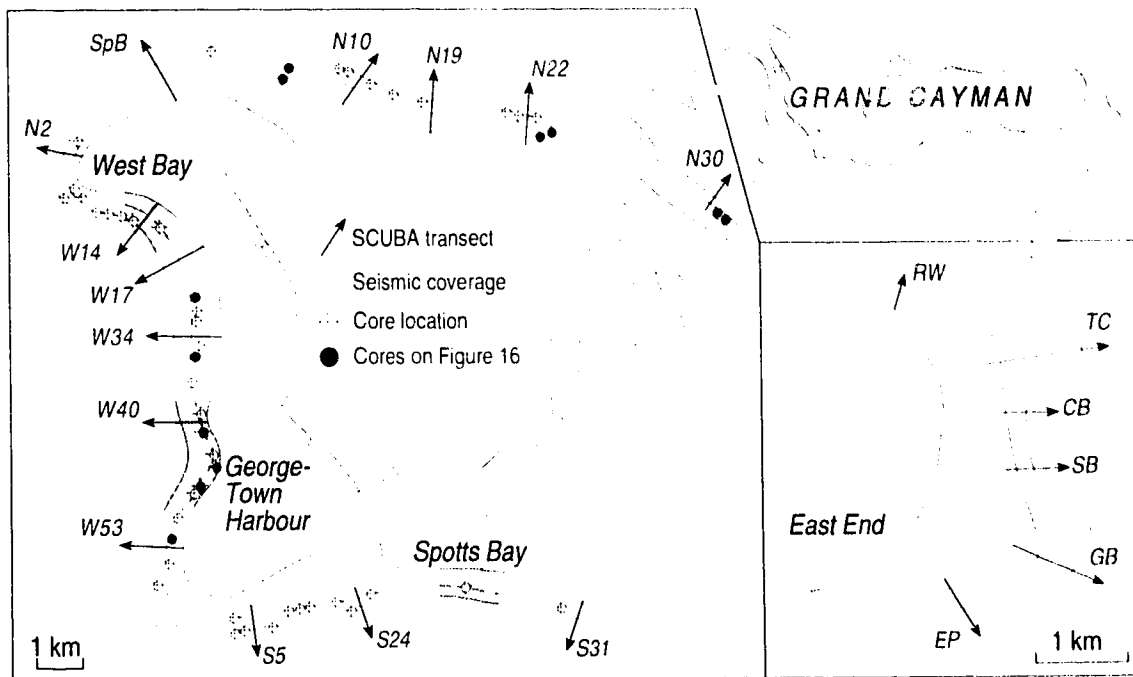 SpB
N10
N19
N22
GRAND CAYMAN
N2
West Bay
N30
W14
SCUBA transect
W17
Seismic coverage
RW
Core location
TC
W34
Cores on Figure 16
W40
CB
George-
Town
Harbour
SB
W53
East End
Spotts Bay
GB
1 km
S5
S24
S31
EP
1 km